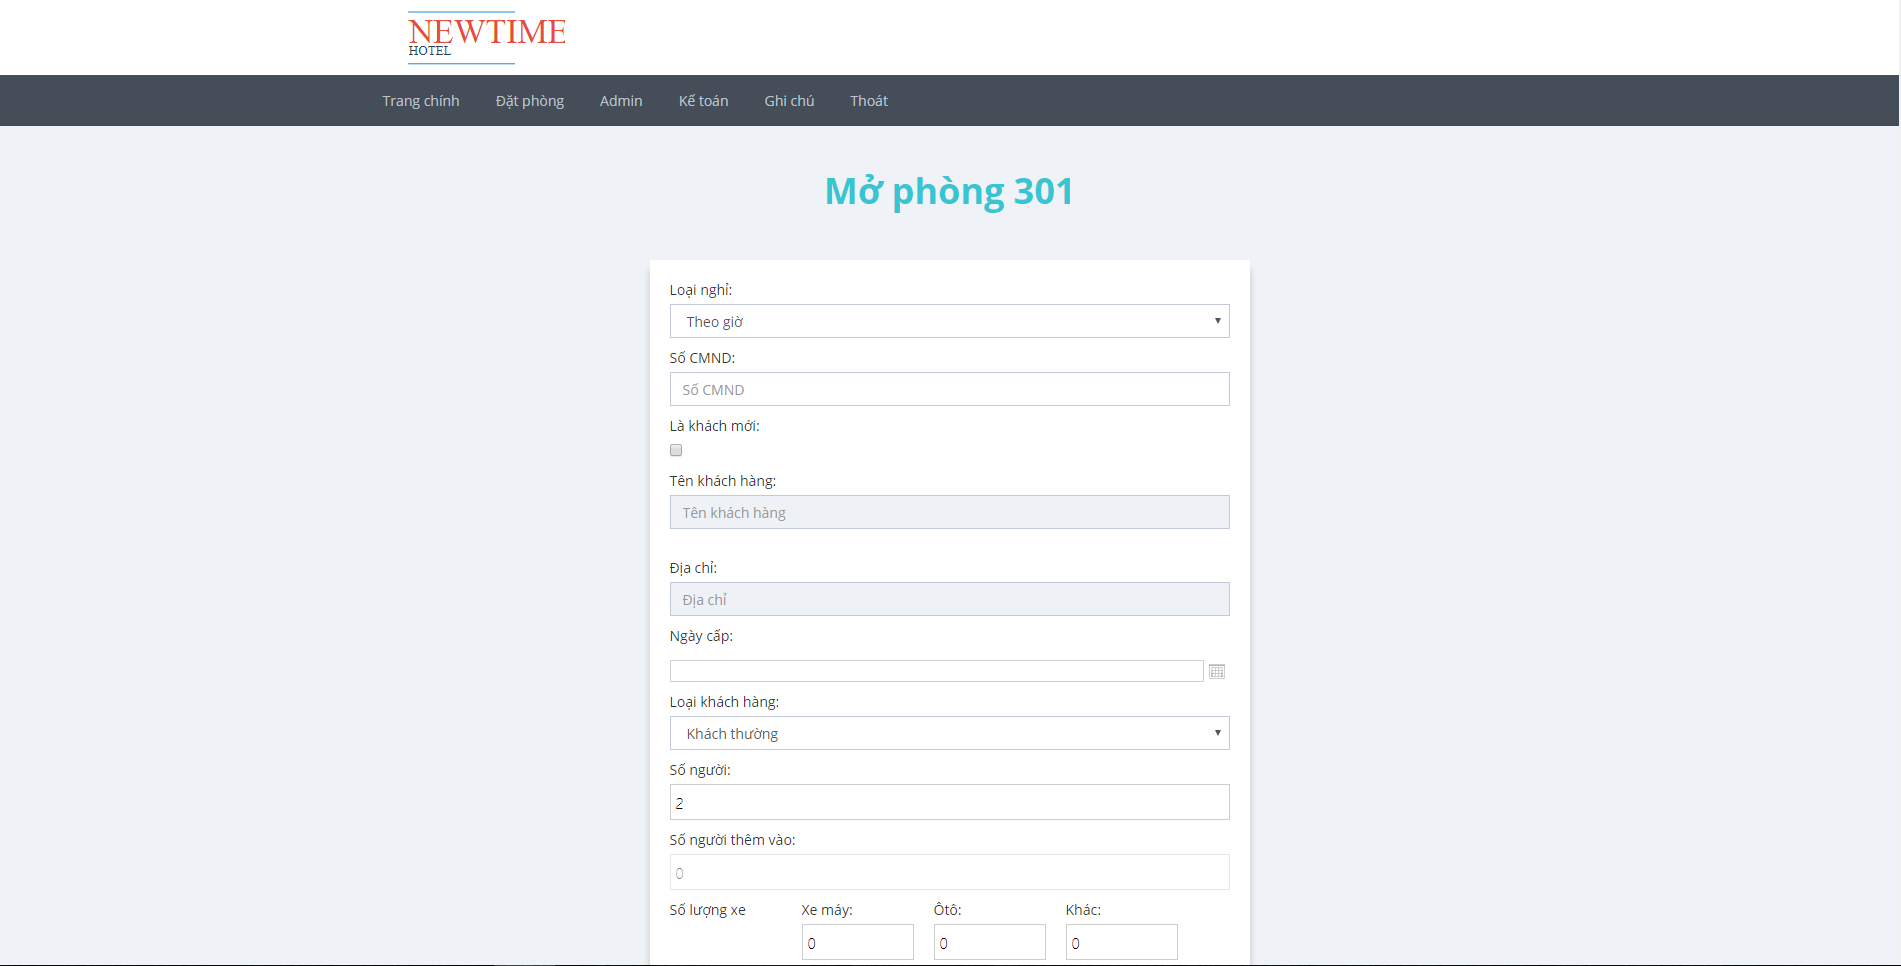 NEWTIME
HOTEL
Trang chính Đặt phòng Admin Kế toán Ghi chú Thoát
Mở phòng 301
Loại nghỉ:
Theo giờ
Số CMND:
Số CMND
Là khách mới:
Tên khách hàng:
Tên khách hàng
Địa chỉ:
Địa chỉ
Ngày cấp:
Loại khách hàng:
Khách thường
Số người:
2
Số người thêm vào:
0
Số lượng xe Xe máy: Ôtô: Khác:
0 0 0